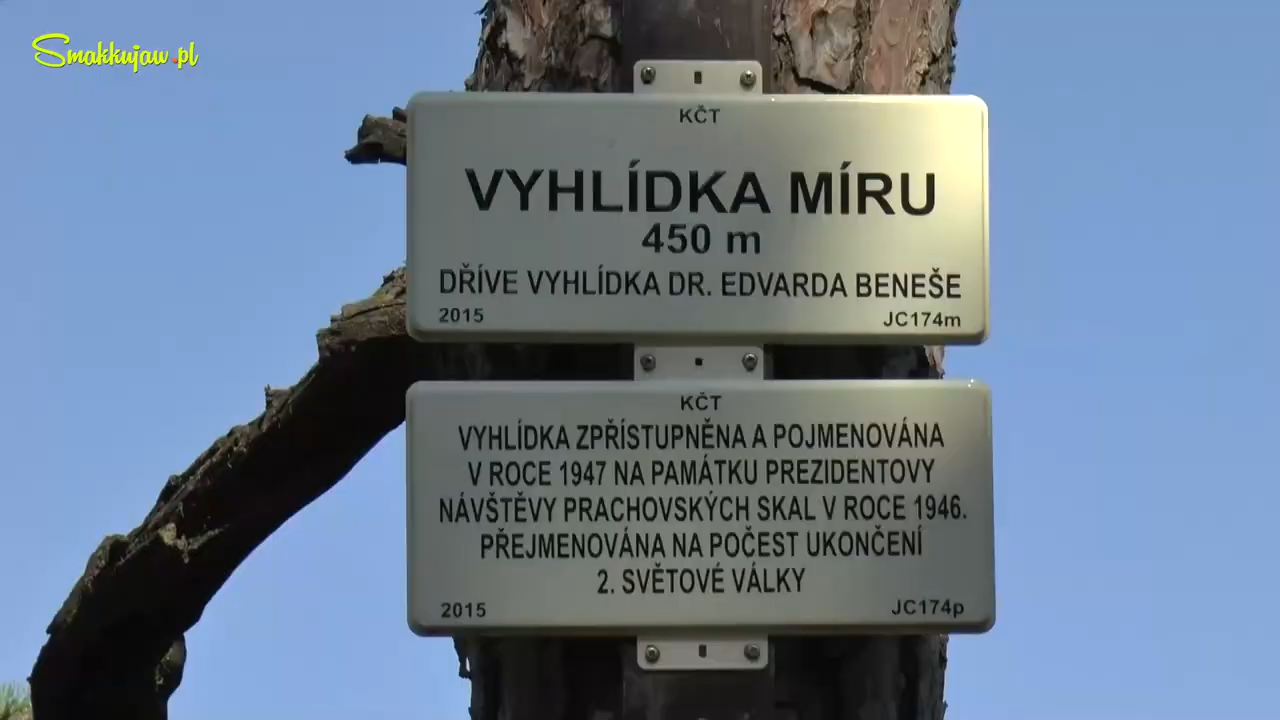 Smakkujaw.pl
KČT
VYHLÍDKA MÍRU
450 m
DŘÍVE VYHLÍDKA DR. EDVARDA BENEŠE
2015 JC174m
KČT
VYHLÍDKA ZPŘÍSTUPNĚNA A POJMENOVÁNA
V ROCE 1947 NA PAMÁTKU PREZIDENTOVY
NÁVŠTĚVY PRACHOVSKÝCH SKAL V ROCE 1946.
PŘEJMENOVÁNA NA POČEST UKONČENÍ
2. SVĚTOVÉ VÁLKY
2015 JC174p